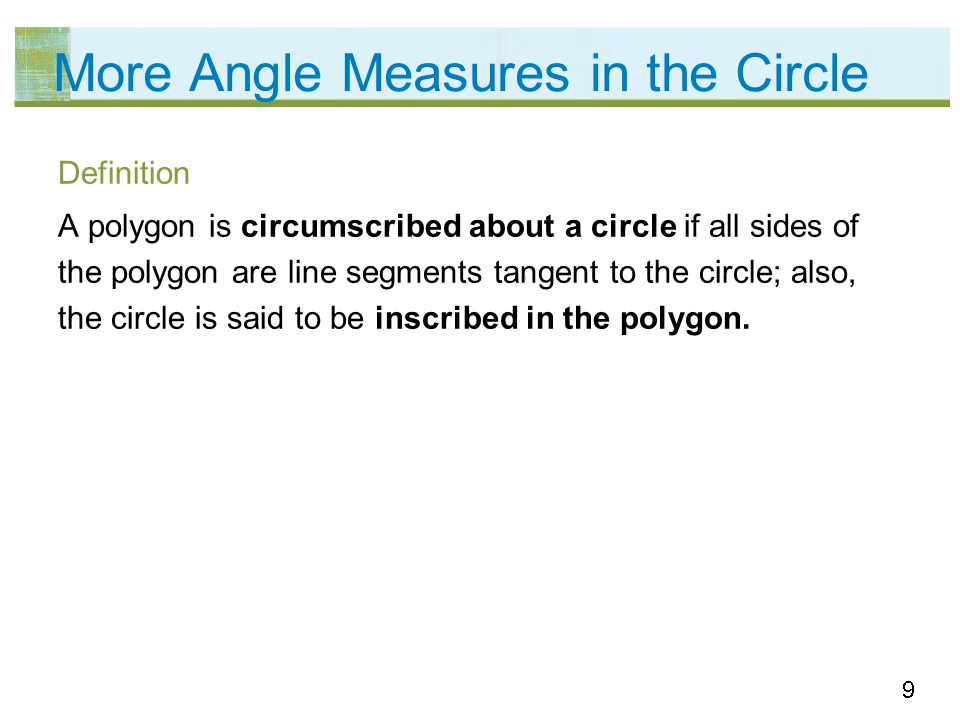 More Angle Measures in the Circle
Definition
A polygon is circumscribed about a circle if all sides of
the polygon are line segments tangent to the circle; also,
the circle is said to be inscribed in the polygon.
9